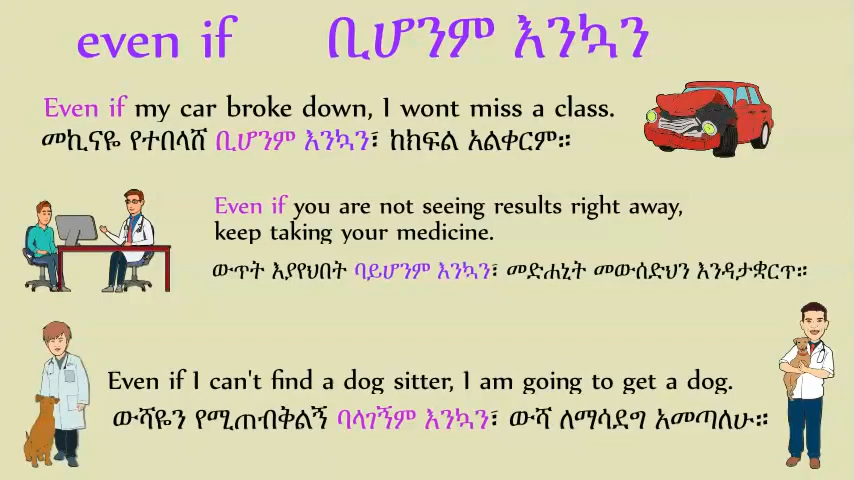 even if ቢሆንም እንኳን
Even if my car broke down, I wont miss a class.
መኪናዬ የተበላሸ ቢሆንም እንኳን፣ ከክፍል አልቀርም።
Even if you are not seeing results right away,
keep taking your medicine.
ውጥት እያየህበት ባይሆንም እንኳን፣ መድሐኒት መውሰድህን እንዳታቋርጥ።
Even if I can't find a dog sitter, I am going to get a dog.
ውሻዬን የሚጠብቅልኝ ባላገኝም እንኳን፣ ውሻ ለማሳደግ አመጣለሁ።